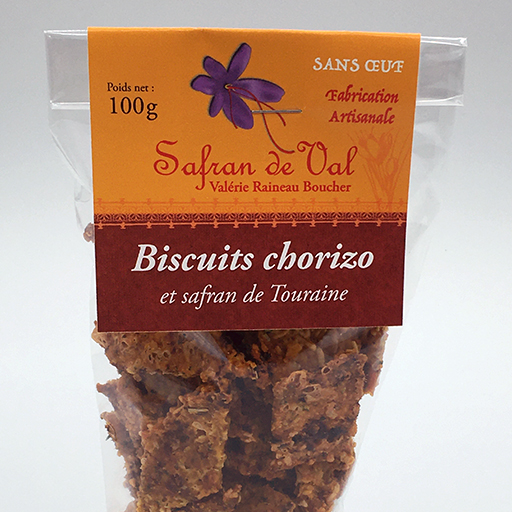 SANS ŒUF
Poids net :
100g
Fabrication
Artisanale
Safran de Val
Valérie Raineau Boucher
Biscuits chorizo
et safran de Touraine